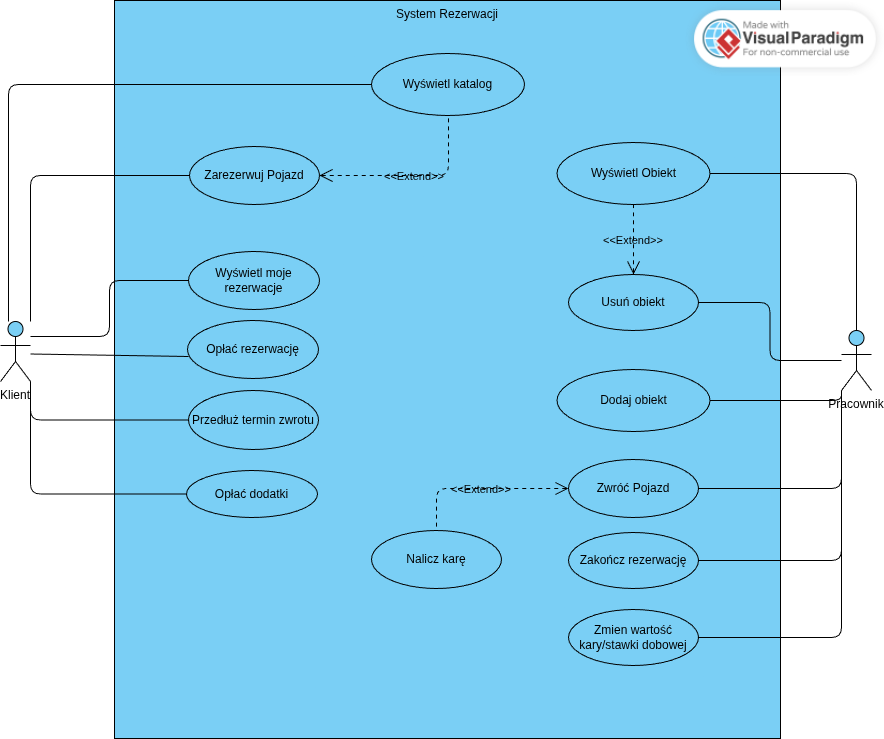 System Rezerwacji
Made with
VisualParadigm
For non-commercial use
Wyświetl katalog
Zarezerwuj Pojazd
<<Extend>>
Wyświetl Obiekt
<<Extend>>
Wyświetl moje
rezerwacje
Usuń obiekt
Opłać rezerwację
Klient
Pracownik
Dodaj obiekt
Przedłuż termin zwrotu
Opłać dodatki
<<Extend>>
Zwróć Pojazd
Nalicz karę
Zakończ rezerwację
Zmien wartość
kary/stawki dobowej